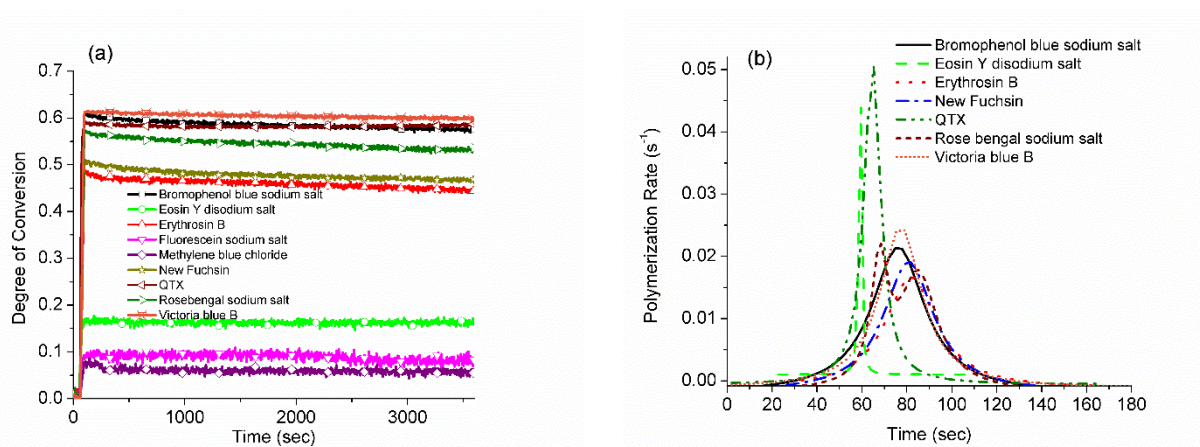 (a)
0.7
0.6
0.5
0.4
0.3
0.2
0.1
0.0
Degree of Conversion
Bromophenol blue sodium salt
Eosin Y disodium salt
Erythrosin B
Fluorescein sodium salt
Methylene blue chloride
New Fuchsin
QTX
Rosebengal sodium salt
Victoria blue B
0 1000 2000 3000
Time (sec)
(b)
0.05
0.04
0.03
0.02
0.01
0.00
Polymerization Rate (s⁻¹)
Bromophenol blue sodium salt
Eosin Y disodium salt
Erythrosin B
New Fuchsin
QTX
Rose bengal sodium salt
Victoria blue B
0 20 40 60 80 100 120 140 160 180
Time (sec)